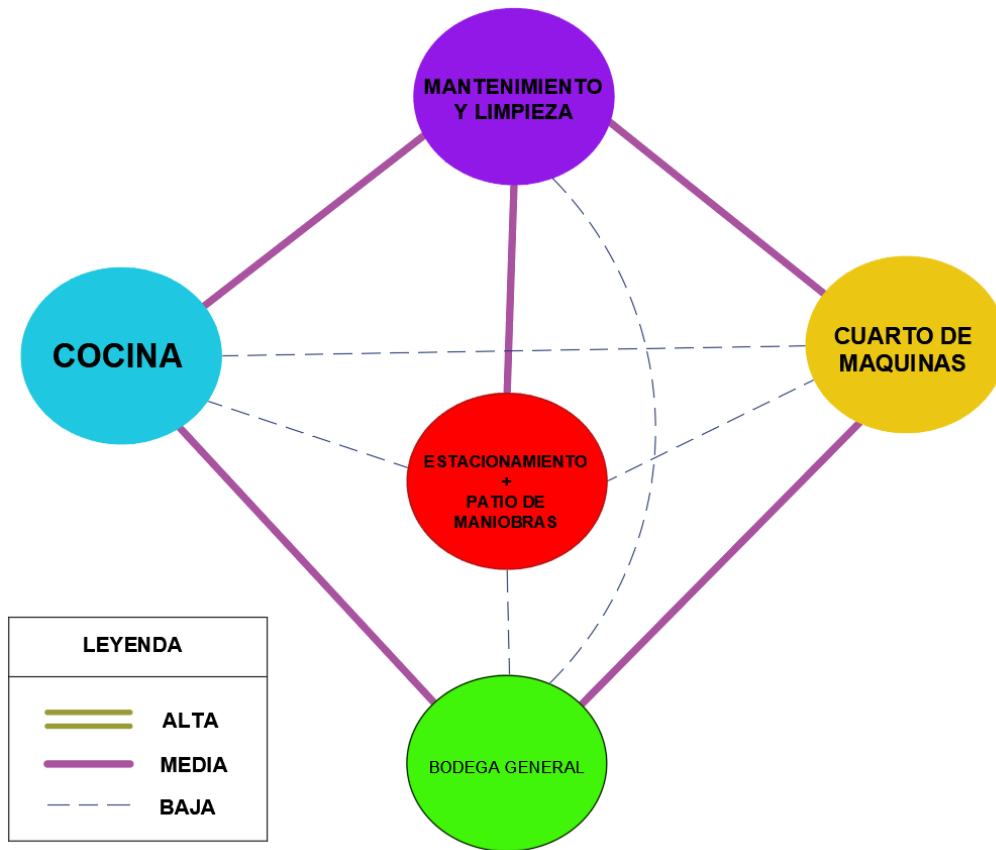 MANTENIMIENTO
Y LIMPIEZA
COCINA
CUARTO DE
MAQUINAS
ESTACIONAMIENTO
+
PATIO DE
MANIOBRAS
BODEGA GENERAL
LEYENDA
ALTA
MEDIA
BAJA